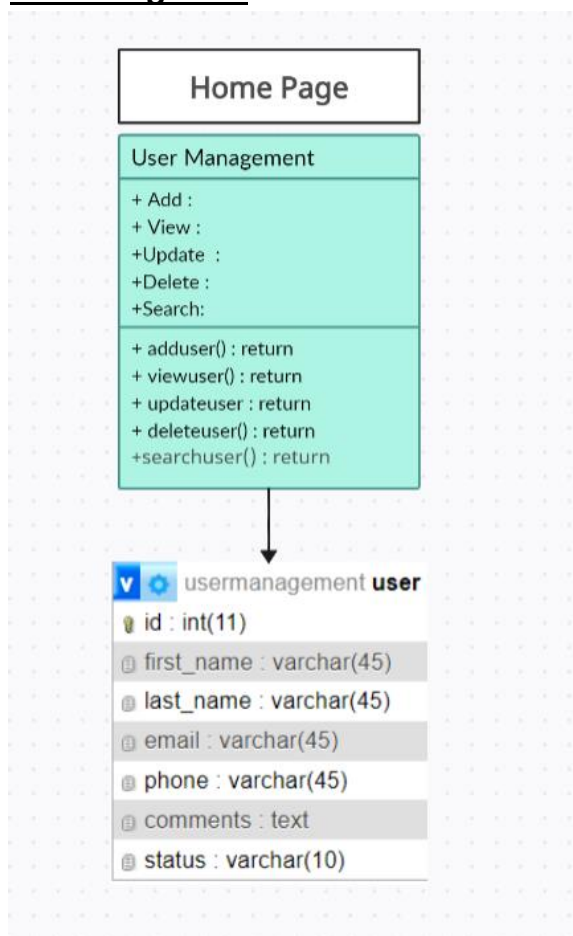 Home Page
User Management
+ Add :
+ View :
+Update :
+Delete :
+Search:
+ adduser() : return
+ viewuser() : return
+ updateuser : return
+ deleteuser() : return
+searchuser() : return
v usermanagement user
id : int(11)
first_name : varchar(45)
last_name : varchar(45)
email : varchar(45)
phone : varchar(45)
comments : text
status : varchar(10)